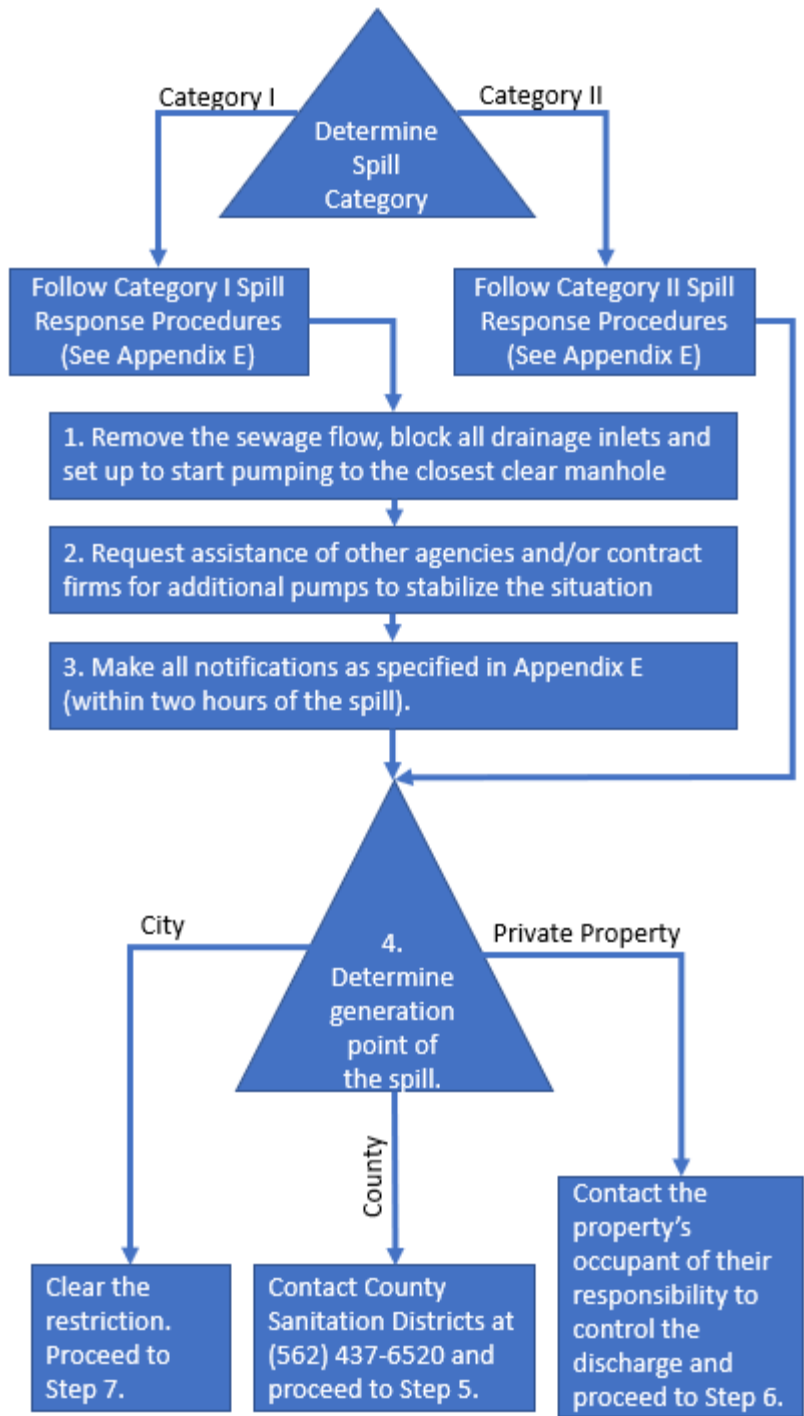 Category I
Category II
Determine
Spill
Category
Follow Category I Spill
Response Procedures
(See Appendix E)
Follow Category II Spill
Response Procedures
(See Appendix E)
1. Remove the sewage flow, block all drainage inlets and
set up to start pumping to the closest clear manhole
2. Request assistance of other agencies and/or contract
firms for additional pumps to stabilize the situation
3. Make all notifications as specified in Appendix E
(within two hours of the spill).
City
Private Property
4.
Determine
generation
point of
the spill.
County
Clear the
restriction.
Proceed to
Step 7.
Contact County
Sanitation Districts at
(562) 437-6520 and
proceed to Step 5.
Contact the
property’s
occupant of their
responsibility to
control the
discharge and
proceed to Step 6.